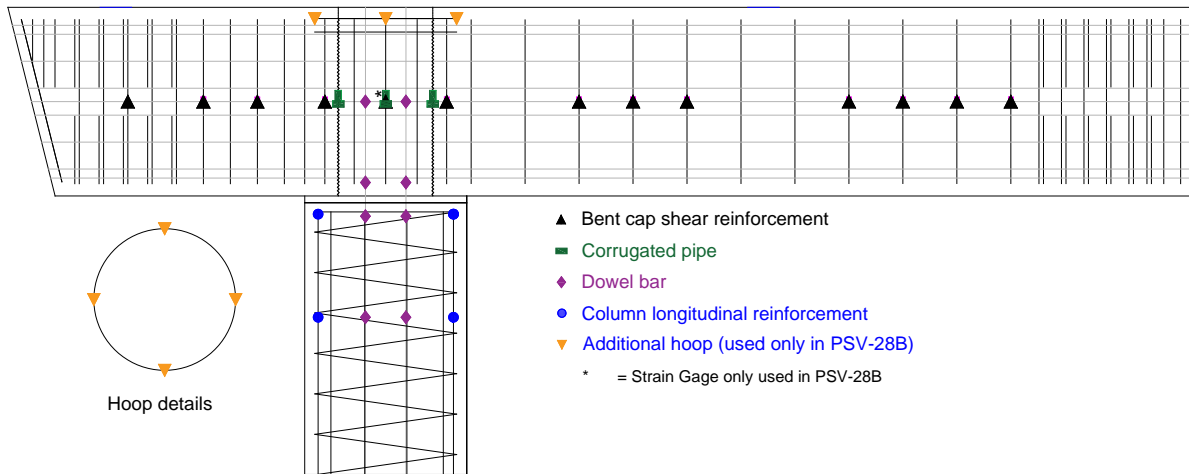 *
Bent cap shear reinforcement
Corrugated pipe
Dowel bar
Column longitudinal reinforcement
Additional hoop (used only in PSV-28B)
* = Strain Gage only used in PSV-28B
Hoop details